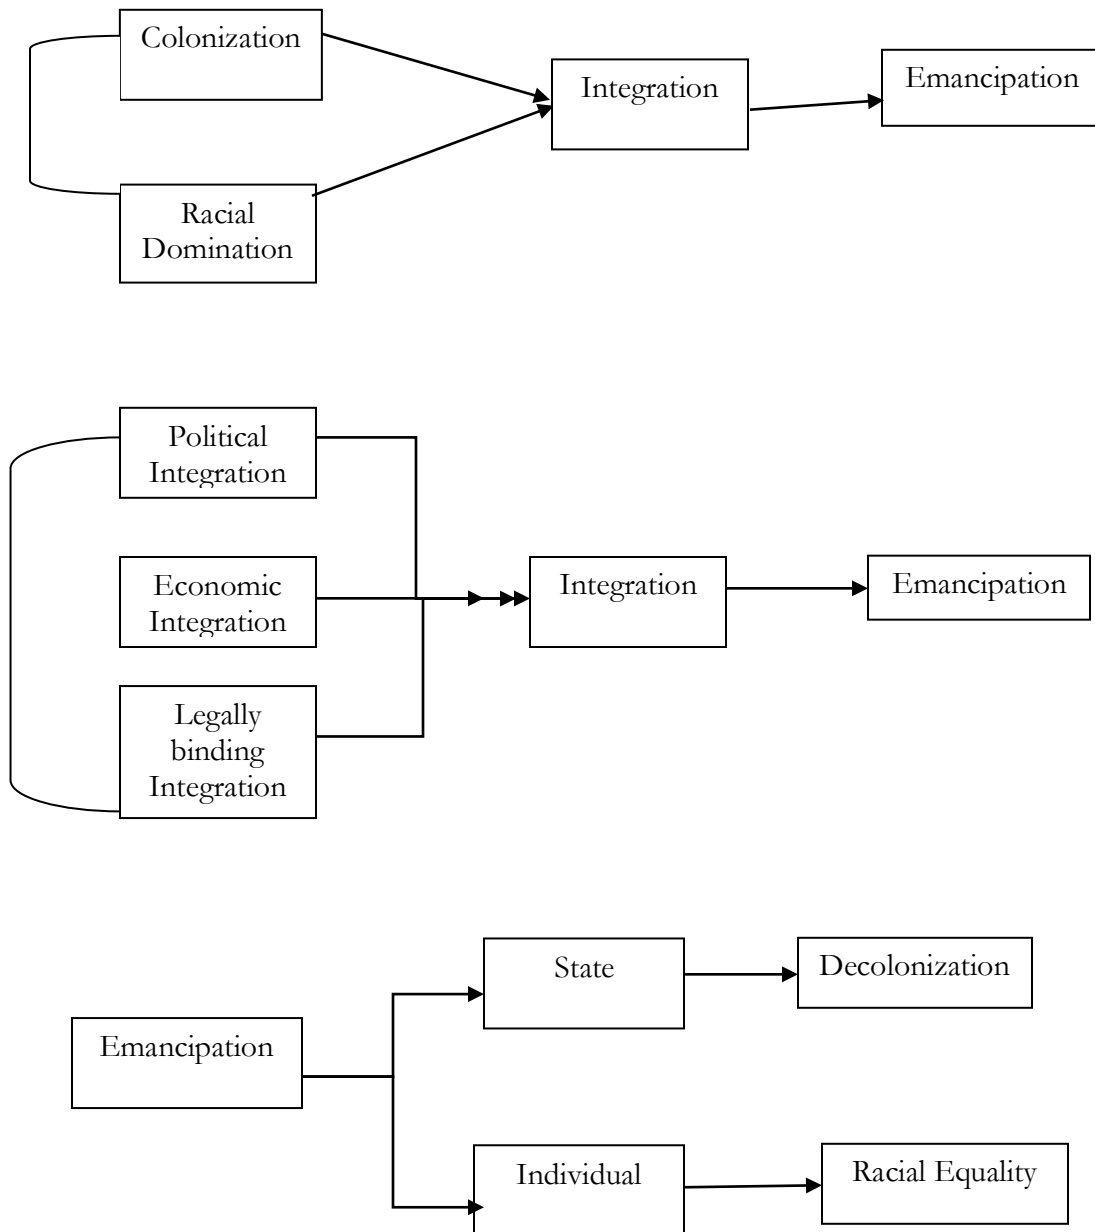 Colonization
Integration
Emancipation
Racial
Domination
Political
Integration
Economic
Integration
Integration
Emancipation
Legally
binding
Integration
State
Decolonization
Emancipation
Individual
Racial Equality